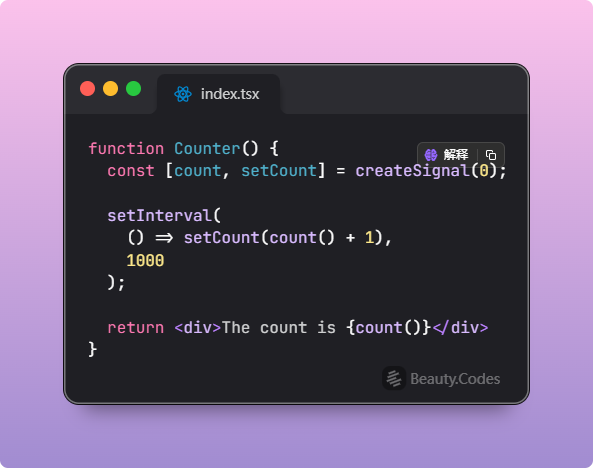 index.tsx
function Counter() {
解释
const [count, setCount] = createSignal(0);
setInterval(
() => setCount(count() + 1),
1000
);
return <div>The count is {count()}</div>
}
Beauty.Codes